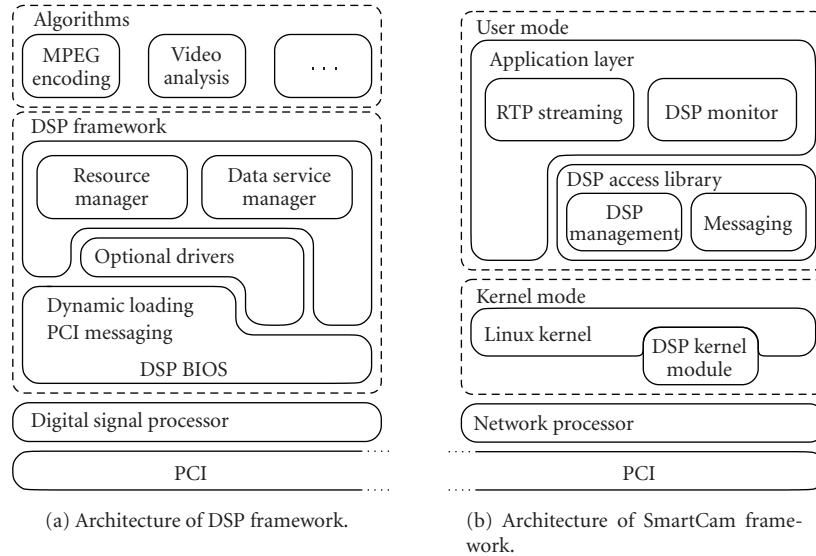 Algorithms
MPEG
encoding
Video
analysis
. . .
DSP framework
Resource
manager
Data service
manager
Optional drivers
Dynamic loading
PCI messaging
DSP BIOS
Digital signal processor
PCI
(a) Architecture of DSP framework.
User mode
Application layer
RTP streaming
DSP monitor
DSP access library
DSP
management
Messaging
Kernel mode
Linux kernel
DSP kernel
module
Network processor
PCI
(b) Architecture of SmartCam frame-
work.